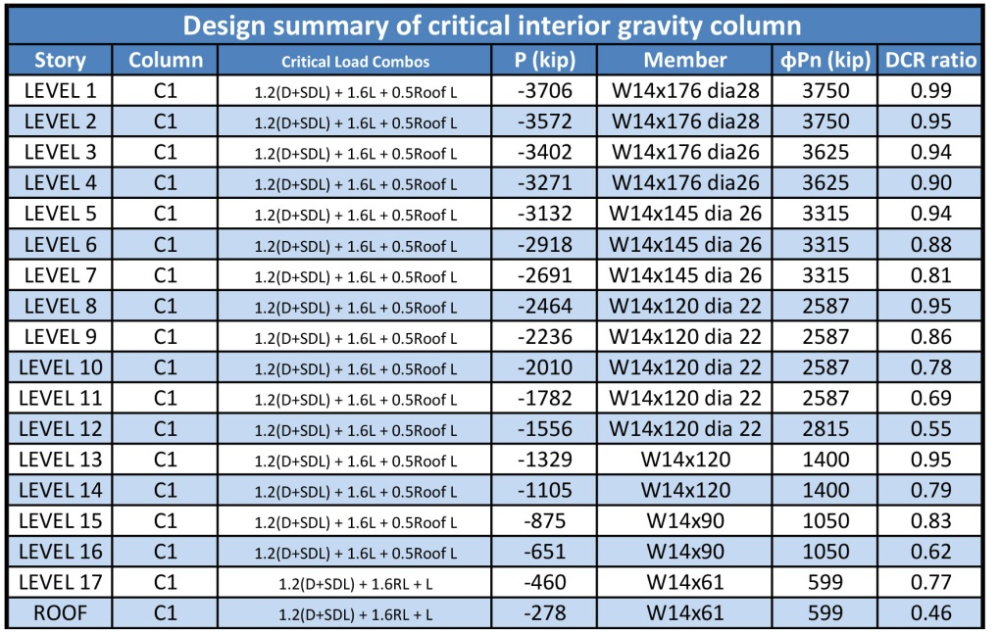 Design summary of critical interior gravity column
Story Column Critical Load Combos P (kip) Member ϕPn (kip) DCR ratio
LEVEL 1 C1 1.2(D+SDL) + 1.6L + 0.5Roof L -3706 W14x176 dia28 3750 0.99
LEVEL 2 C1 1.2(D+SDL) + 1.6L + 0.5Roof L -3572 W14x176 dia28 3750 0.95
LEVEL 3 C1 1.2(D+SDL) + 1.6L + 0.5Roof L -3402 W14x176 dia26 3625 0.94
LEVEL 4 C1 1.2(D+SDL) + 1.6L + 0.5Roof L -3271 W14x176 dia26 3625 0.90
LEVEL 5 C1 1.2(D+SDL) + 1.6L + 0.5Roof L -3132 W14x145 dia 26 3315 0.94
LEVEL 6 C1 1.2(D+SDL) + 1.6L + 0.5Roof L -2918 W14x145 dia 26 3315 0.88
LEVEL 7 C1 1.2(D+SDL) + 1.6L + 0.5Roof L -2691 W14x145 dia 26 3315 0.81
LEVEL 8 C1 1.2(D+SDL) + 1.6L + 0.5Roof L -2464 W14x120 dia 22 2587 0.95
LEVEL 9 C1 1.2(D+SDL) + 1.6L + 0.5Roof L -2236 W14x120 dia 22 2587 0.86
LEVEL 10 C1 1.2(D+SDL) + 1.6L + 0.5Roof L -2010 W14x120 dia 22 2587 0.78
LEVEL 11 C1 1.2(D+SDL) + 1.6L + 0.5Roof L -1782 W14x120 dia 22 2587 0.69
LEVEL 12 C1 1.2(D+SDL) + 1.6L + 0.5Roof L -1556 W14x120 dia 22 2815 0.55
LEVEL 13 C1 1.2(D+SDL) + 1.6L + 0.5Roof L -1329 W14x120 1400 0.95
LEVEL 14 C1 1.2(D+SDL) + 1.6L + 0.5Roof L -1105 W14x120 1400 0.79
LEVEL 15 C1 1.2(D+SDL) + 1.6L + 0.5Roof L -875 W14x90 1050 0.83
LEVEL 16 C1 1.2(D+SDL) + 1.6L + 0.5Roof L -651 W14x90 1050 0.62
LEVEL 17 C1 1.2(D+SDL) + 1.6RL + L -460 W14x61 599 0.77
ROOF C1 1.2(D+SDL) + 1.6RL + L -278 W14x61 599 0.46